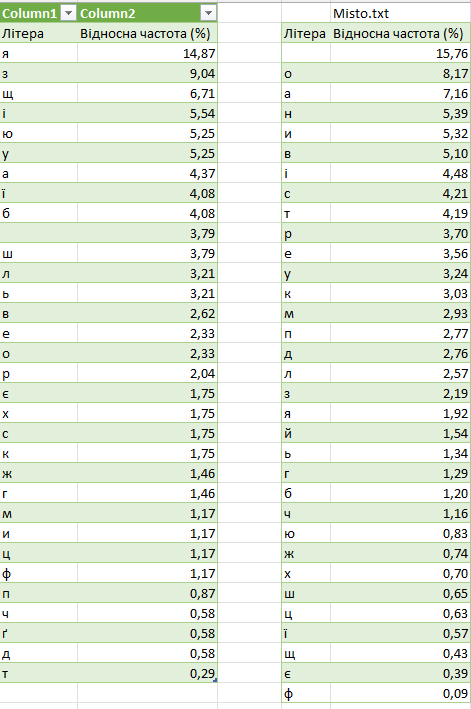 Column1 Column2 Misto.txt
Літера Відносна частота (%) Літера Відносна частота (%)
я 14,87 15,76
з 9,04 о 8,17
щ 6,71 а 7,16
і 5,54 н 5,39
ю 5,25 и 5,32
у 5,25 в 5,10
а 4,37 і 4,48
ї 4,08 с 4,21
б 4,08 т 4,19
3,79 р 3,70
ш 3,79 е 3,56
л 3,21 у 3,24
ь 3,21 к 3,03
в 2,62 м 2,93
е 2,33 п 2,77
о 2,33 д 2,76
р 2,04 л 2,57
є 1,75 з 2,19
х 1,75 я 1,92
с 1,75 й 1,54
к 1,75 ь 1,34
ж 1,46 г 1,29
г 1,46 б 1,20
м 1,17 ч 1,16
и 1,17 ю 0,83
ц 1,17 ж 0,74
ф 1,17 х 0,70
п 0,87 ш 0,65
ч 0,58 ц 0,63
ґ 0,58 ї 0,57
д 0,58 щ 0,43
т 0,29 є 0,39
ф 0,09